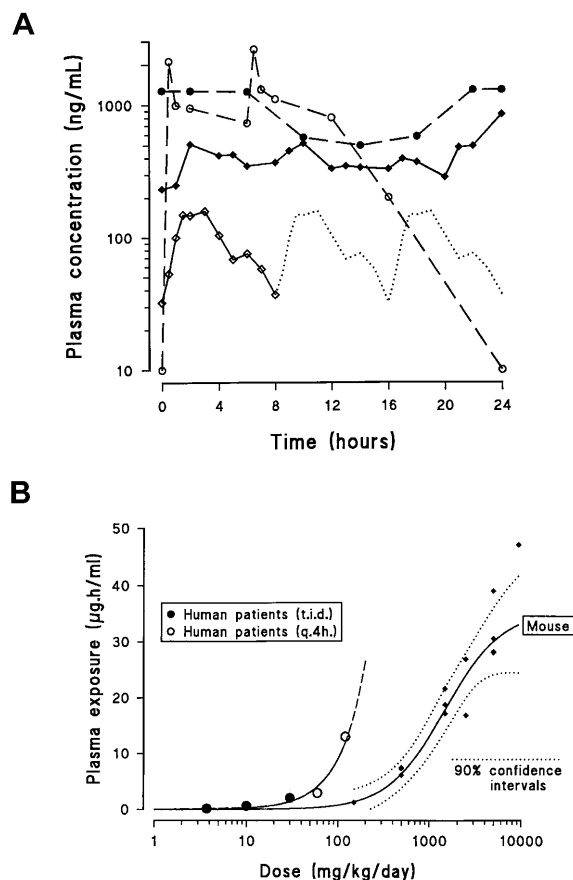 A
Plasma concentration (ng/mL)
1000
100
10
0 4 8 12 16 20 24
Time (hours)
B
Plasma exposure (µg.h/ml)
50
40
30
20
10
0
Human patients (t.i.d.)
Human patients (q.4h.)
Mouse
90% confidence
intervals
1 10 100 1000 10000
Dose (mg/kg/day)